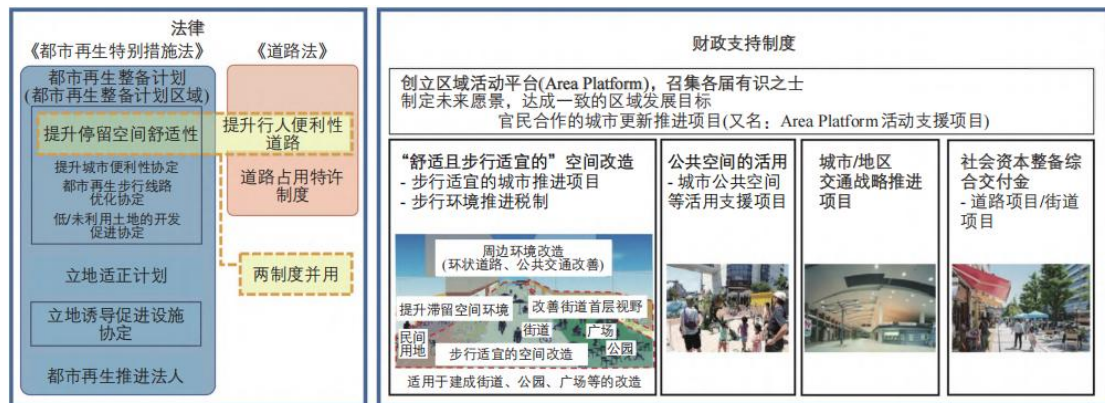 法律
《都市再生特别措施法》
《道路法》
都市再生整备计划
(都市再生整备计划区域)
提升停留空间舒适性
提升城市便利性协定
都市再生步行线路
优化协定
低/未利用土地的开发
促进协定
立地适正计划
立地诱导促进设施
协定
都市再生推进法人
提升行人便利性
道路
道路占用特许
制度
两制度并用
财政支持制度
创立区域活动平台(Area Platform)，召集各届有识之士
制定未来愿景，达成一致的区域发展目标
官民合作的城市更新推进项目(又名：Area Platform 活动支援项目)
“舒适且步行适宜的”空间改造
- 步行适宜的城市推进项目
- 步行环境推进税制
周边环境改造
(环状道路、公共交通改善)
提升滞留空间环境
改善街道首层视野
民间
用地
街道
广场
公园
步行适宜的空间改造
适用于建成街道、公园、广场等的改造
公共空间的活用
- 城市公共空间
等活用支援项目
城市/地区
交通战略推进
项目
社会资本整备综
合交付金
- 道路项目/街道
项目